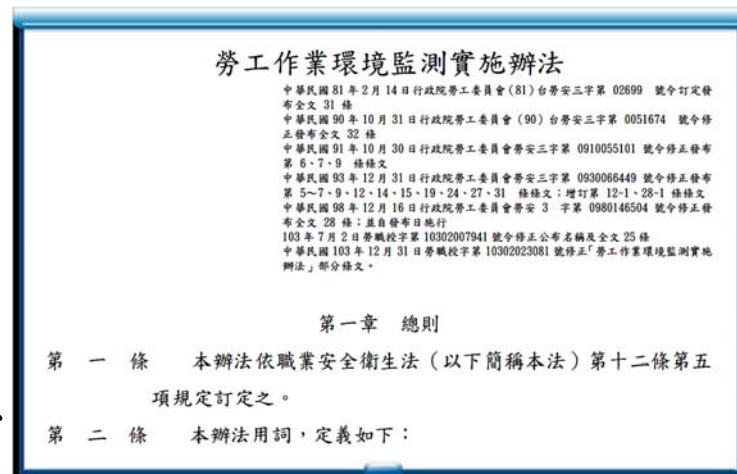 勞工作業環境監測實施辦法
中華民國 81 年 2 月 14 日行政院勞工委員會(81)台勞安三字第 02699 號令訂定發
布全文 31 條
中華民國 90 年 10 月 31 日行政院勞工委員會 (90) 台勞安三字第 0051674 號令修
正發布全文 32 條
中華民國 91 年 10 月 30 日行政院勞工委員會勞安三字第 0910055101 號令修正發布
第 6、7、9 條條文
中華民國 93 年 12 月 31 日行政院勞工委員會勞安三字第 0930066449 號令修正發布
第 5~7、9、12、14、15、19、24、27、31 條條文；增訂第 12-1、28-1 條條文
中華民國 98 年 12 月 16 日行政院勞工委員會勞安 3 字第 0980146504 號令修正發
布全文 28 條；並自發布日施行
103 年 7 月 2 日勞職授字第 10302007941 號令修正公布名稱及全文 25 條
中華民國 103 年 12 月 31 日勞職授字第 10302023081 號修正「勞工作業環境監測實施
辦法」部分條文。
第一章 總則
第 一 條 本辦法依職業安全衛生法（以下簡稱本法）第十二條第五
項規定訂定之。
第 二 條 本辦法用詞，定義如下：